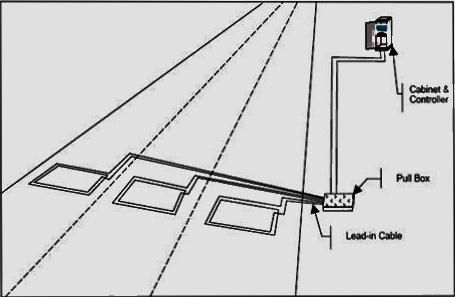 Cabinet &
Controller
Pull Box
Lead-in Cable